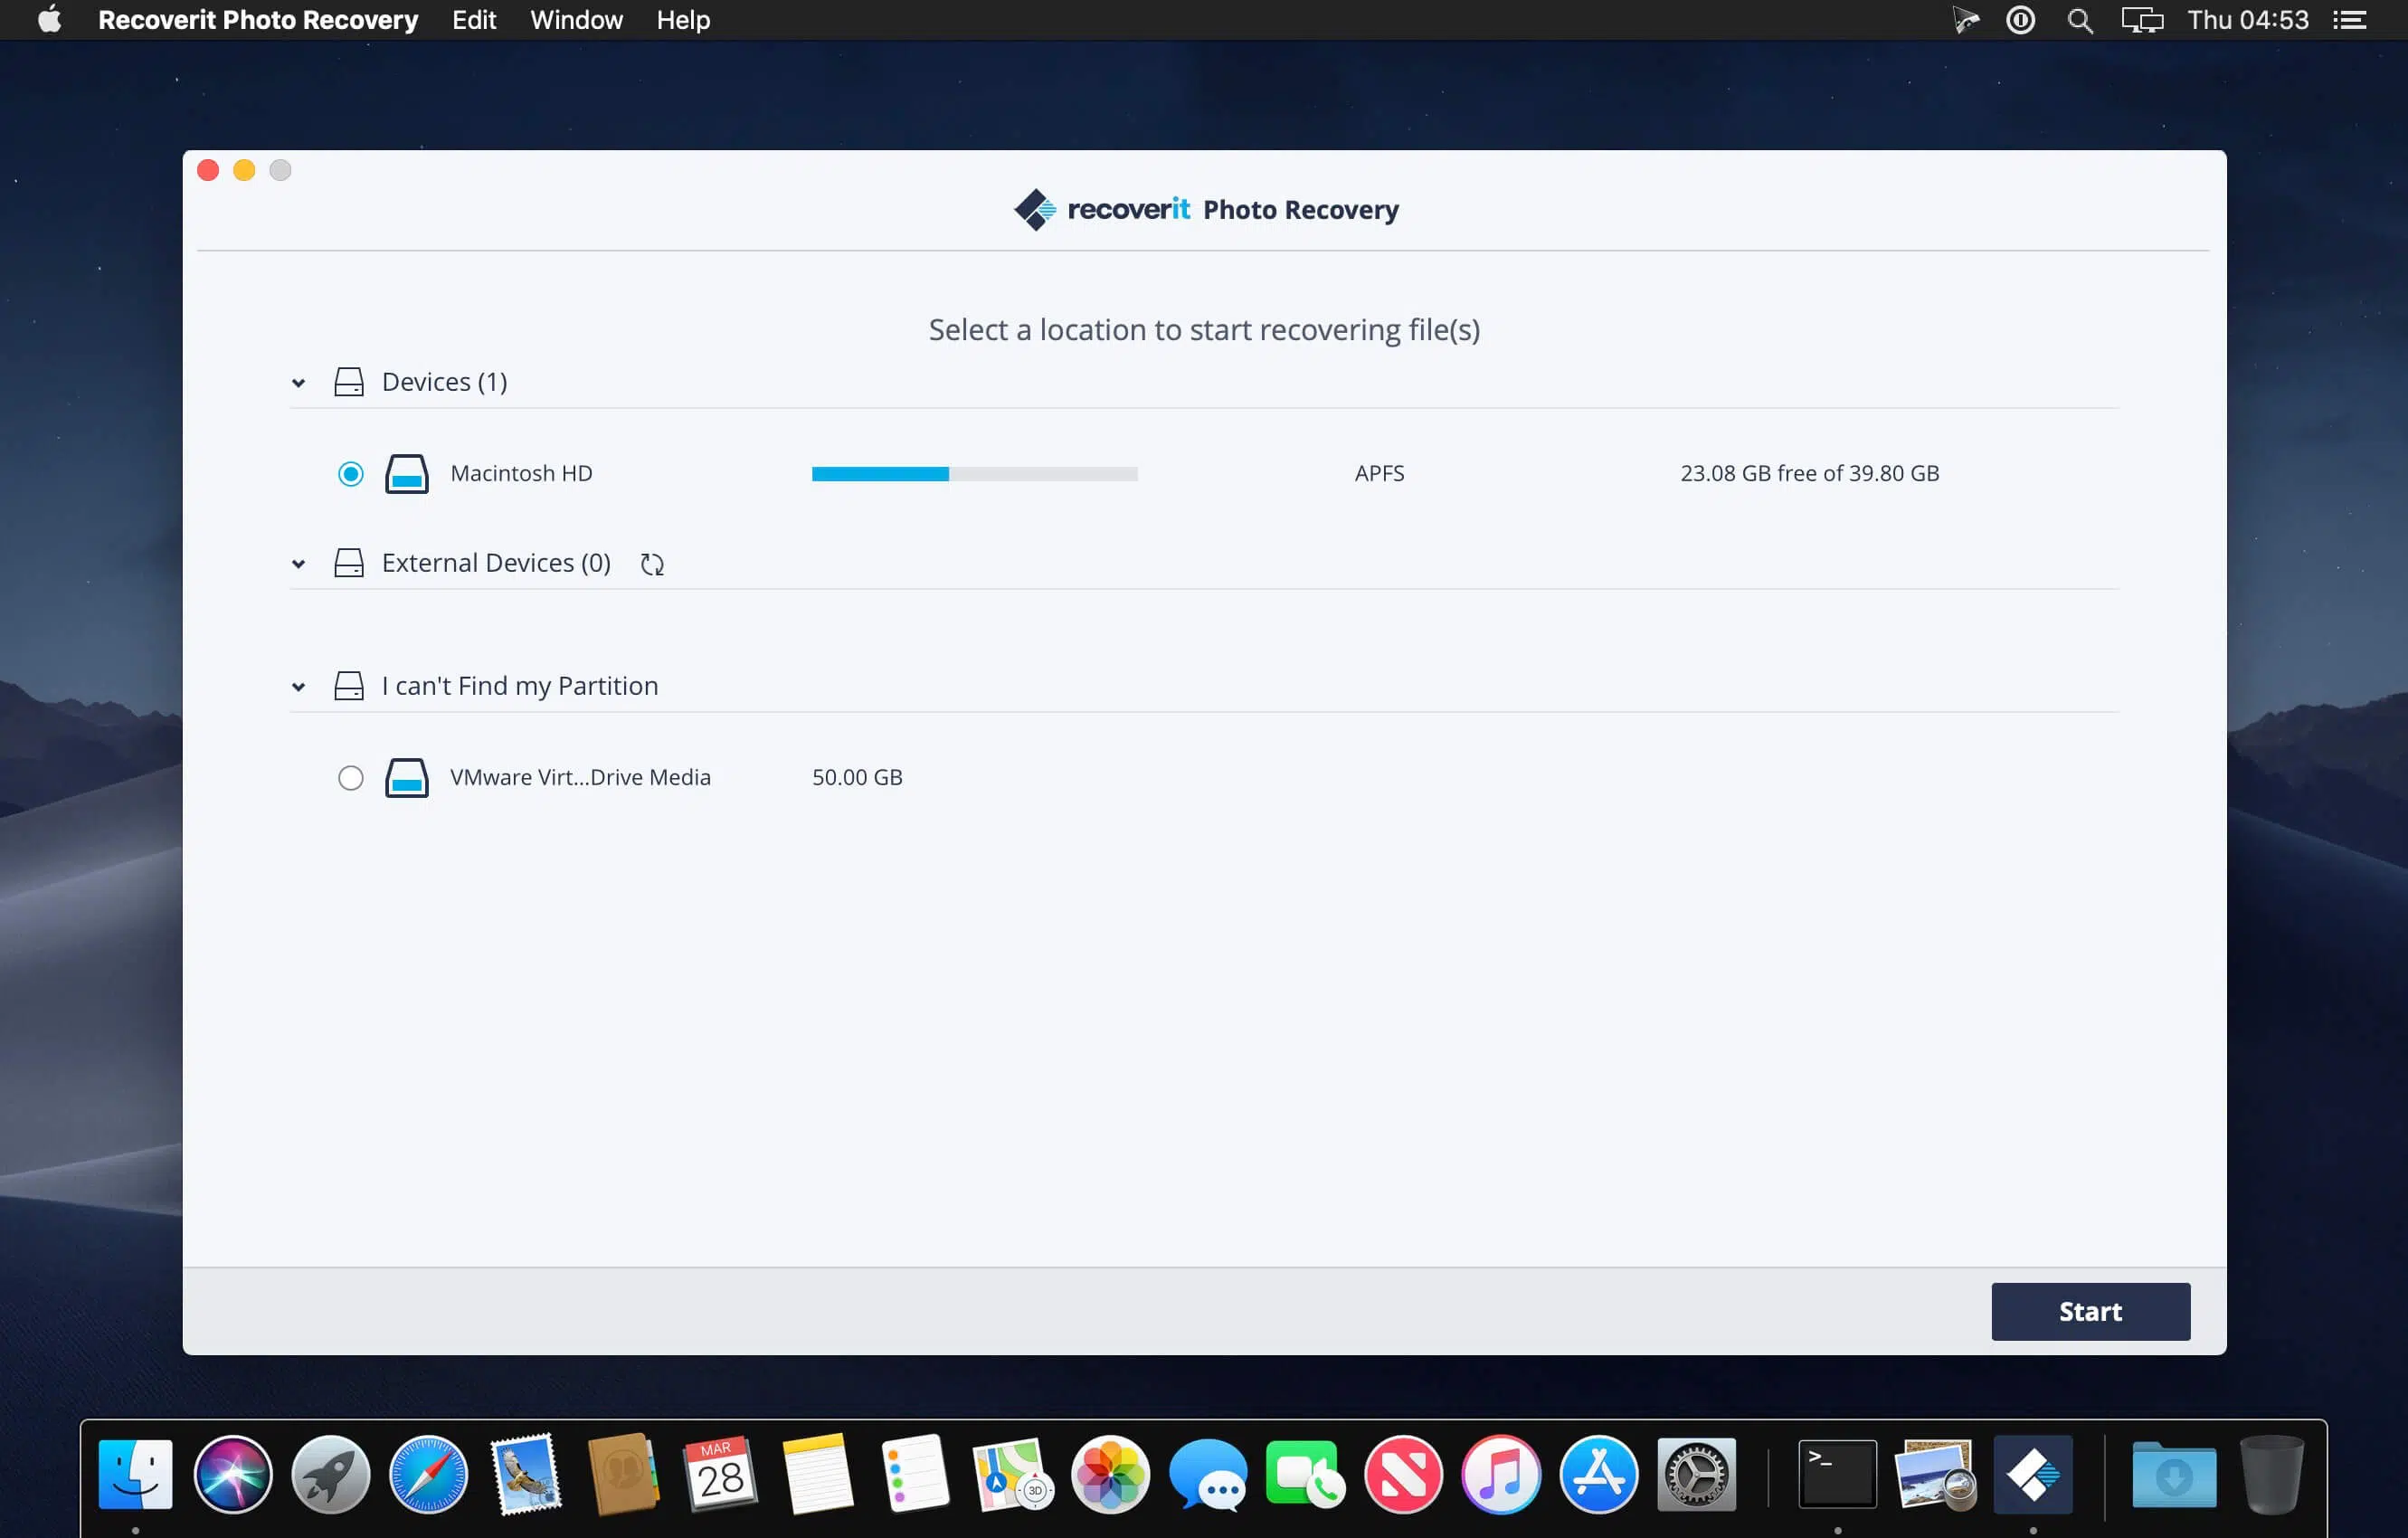 Recoverit Photo Recovery Edit Window Help Thu 04:53
recoverit Photo Recovery
Select a location to start recovering file(s)
Devices (1)
Macintosh HD APFS 23.08 GB free of 39.80 GB
External Devices (0)
I can't Find my Partition
VMware Virt...Drive Media 50.00 GB
Start
MAR
28
3D
>_